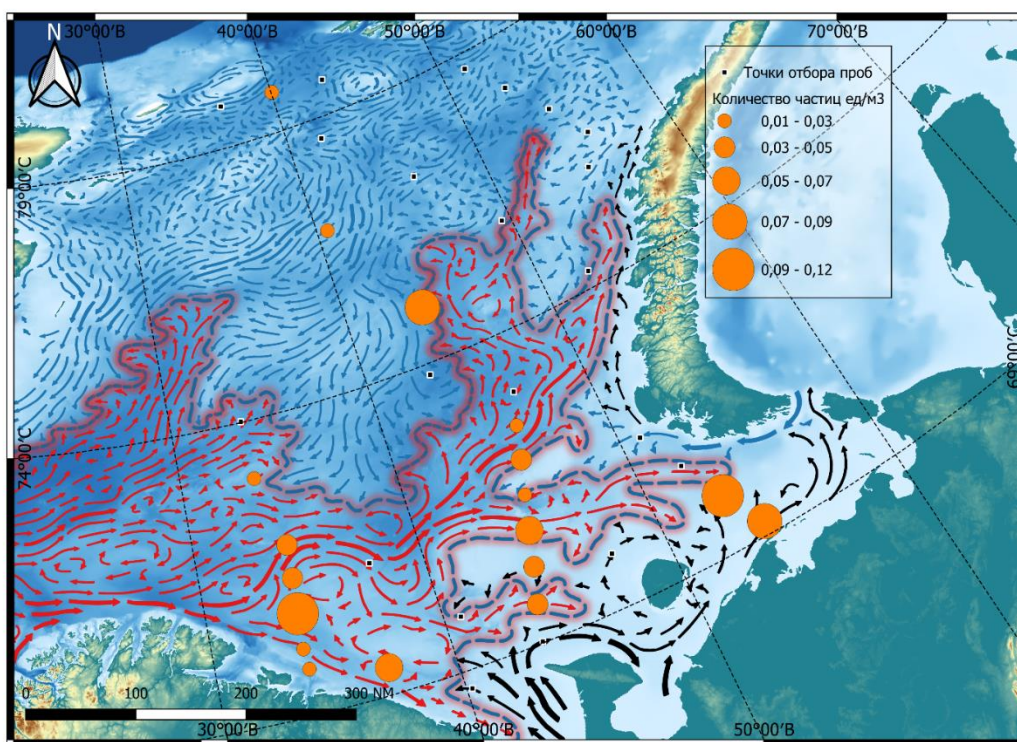 N
30°00′В
40°00′В
50°00′В
60°00′В
70°00′В
Точки отбора проб
Количество частиц ед/м3
0,01 - 0,03
0,03 - 0,05
0,05 - 0,07
0,07 - 0,09
0,09 - 0,12
79°00′С
74°00′С
69°00′С
0 100 200 300 NM
30°00′В
40°00′В
50°00′В